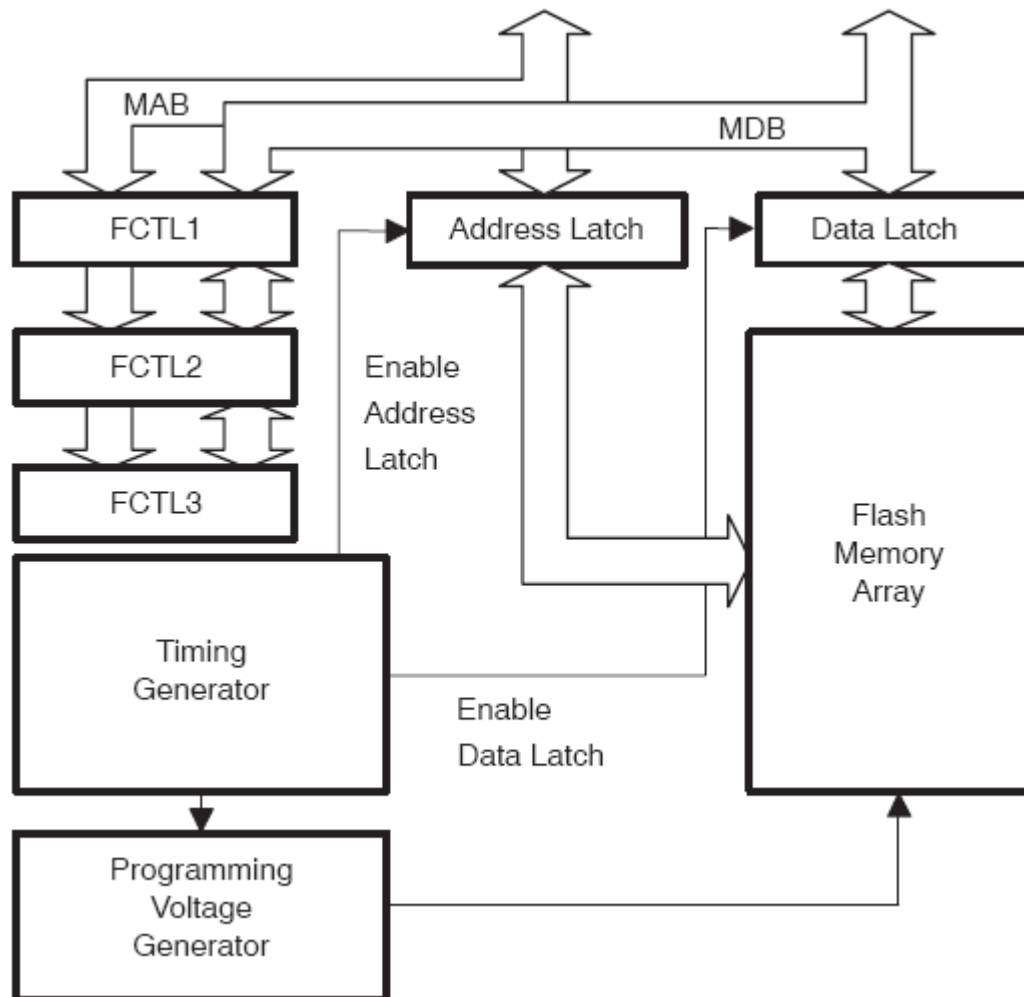 MAB
MDB
FCTL1
Address Latch
Data Latch
FCTL2
Enable
Address
Latch
FCTL3
Flash
Memory
Array
Timing
Generator
Enable
Data Latch
Programming
Voltage
Generator